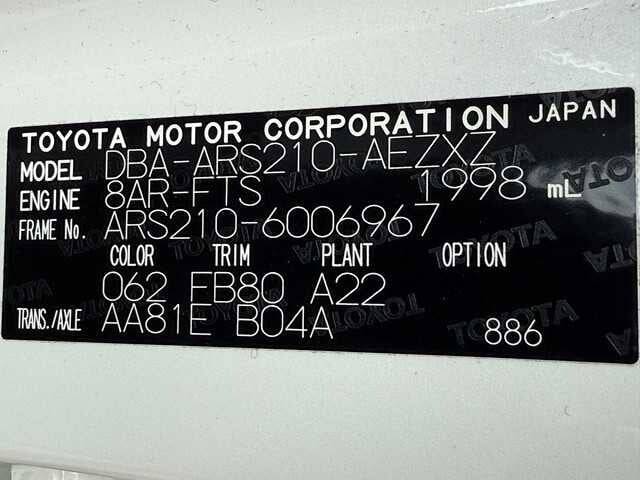 TOYOTA MOTOR CORPORATION JAPAN
MODEL DBA-ARS210-AEZXZ
ENGINE 8AR-FTS 1998 mL
FRAME No. ARS210-6006967
COLOR TRIM PLANT OPTION
062 FB80 A22
TRANS./AXLE AA81E B04A 886